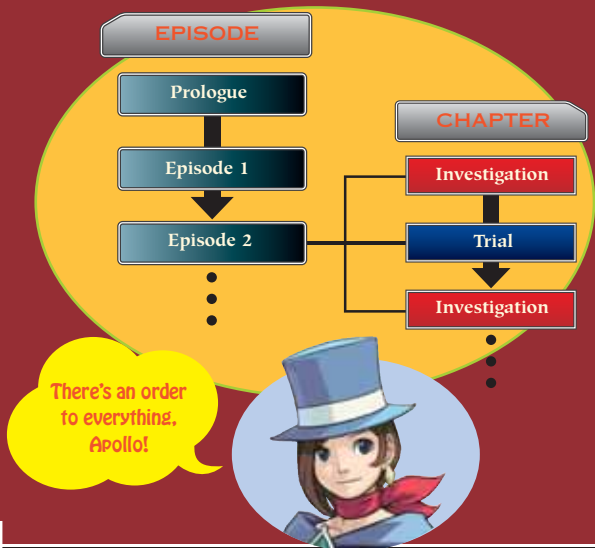 EPISODE
Prologue
Episode 1
Episode 2
CHAPTER
Investigation
Trial
Investigation
There's an order
to everything,
Apollo!